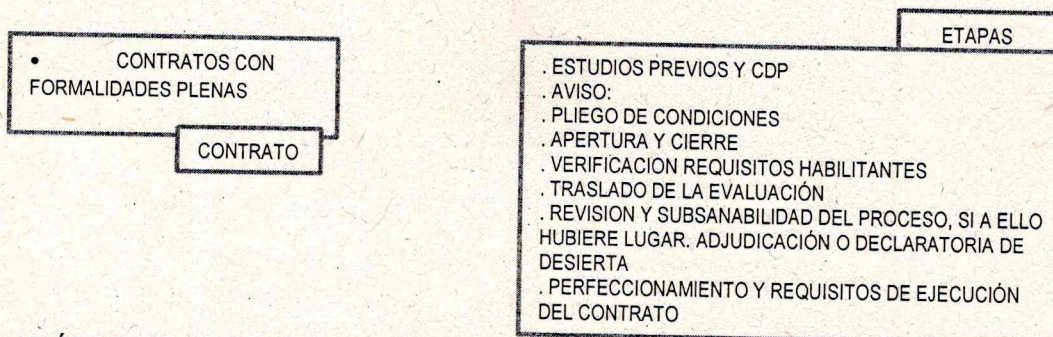 • CONTRATOS CON
FORMALIDADES PLENAS
CONTRATO
ETAPAS
. ESTUDIOS PREVIOS Y CDP
. AVISO:
. PLIEGO DE CONDICIONES
. APERTURA Y CIERRE
. VERIFICACION REQUISITOS HABILITANTES
. TRASLADO DE LA EVALUACIÓN
. REVISION Y SUBSANABILIDAD DEL PROCESO, SI A ELLO
HUBIERE LUGAR. ADJUDICACIÓN O DECLARATORIA DE
DESIERTA
. PERFECCIONAMIENTO Y REQUISITOS DE EJECUCIÓN
DEL CONTRATO